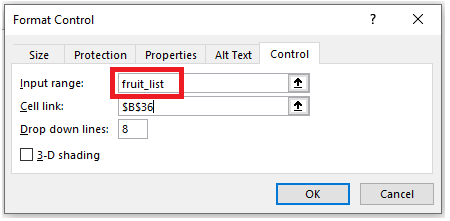 Format Control
Size Protection Properties Alt Text Control
Input range: fruit_list
Cell link: $B$36
Drop down lines: 8
3-D shading
OK Cancel